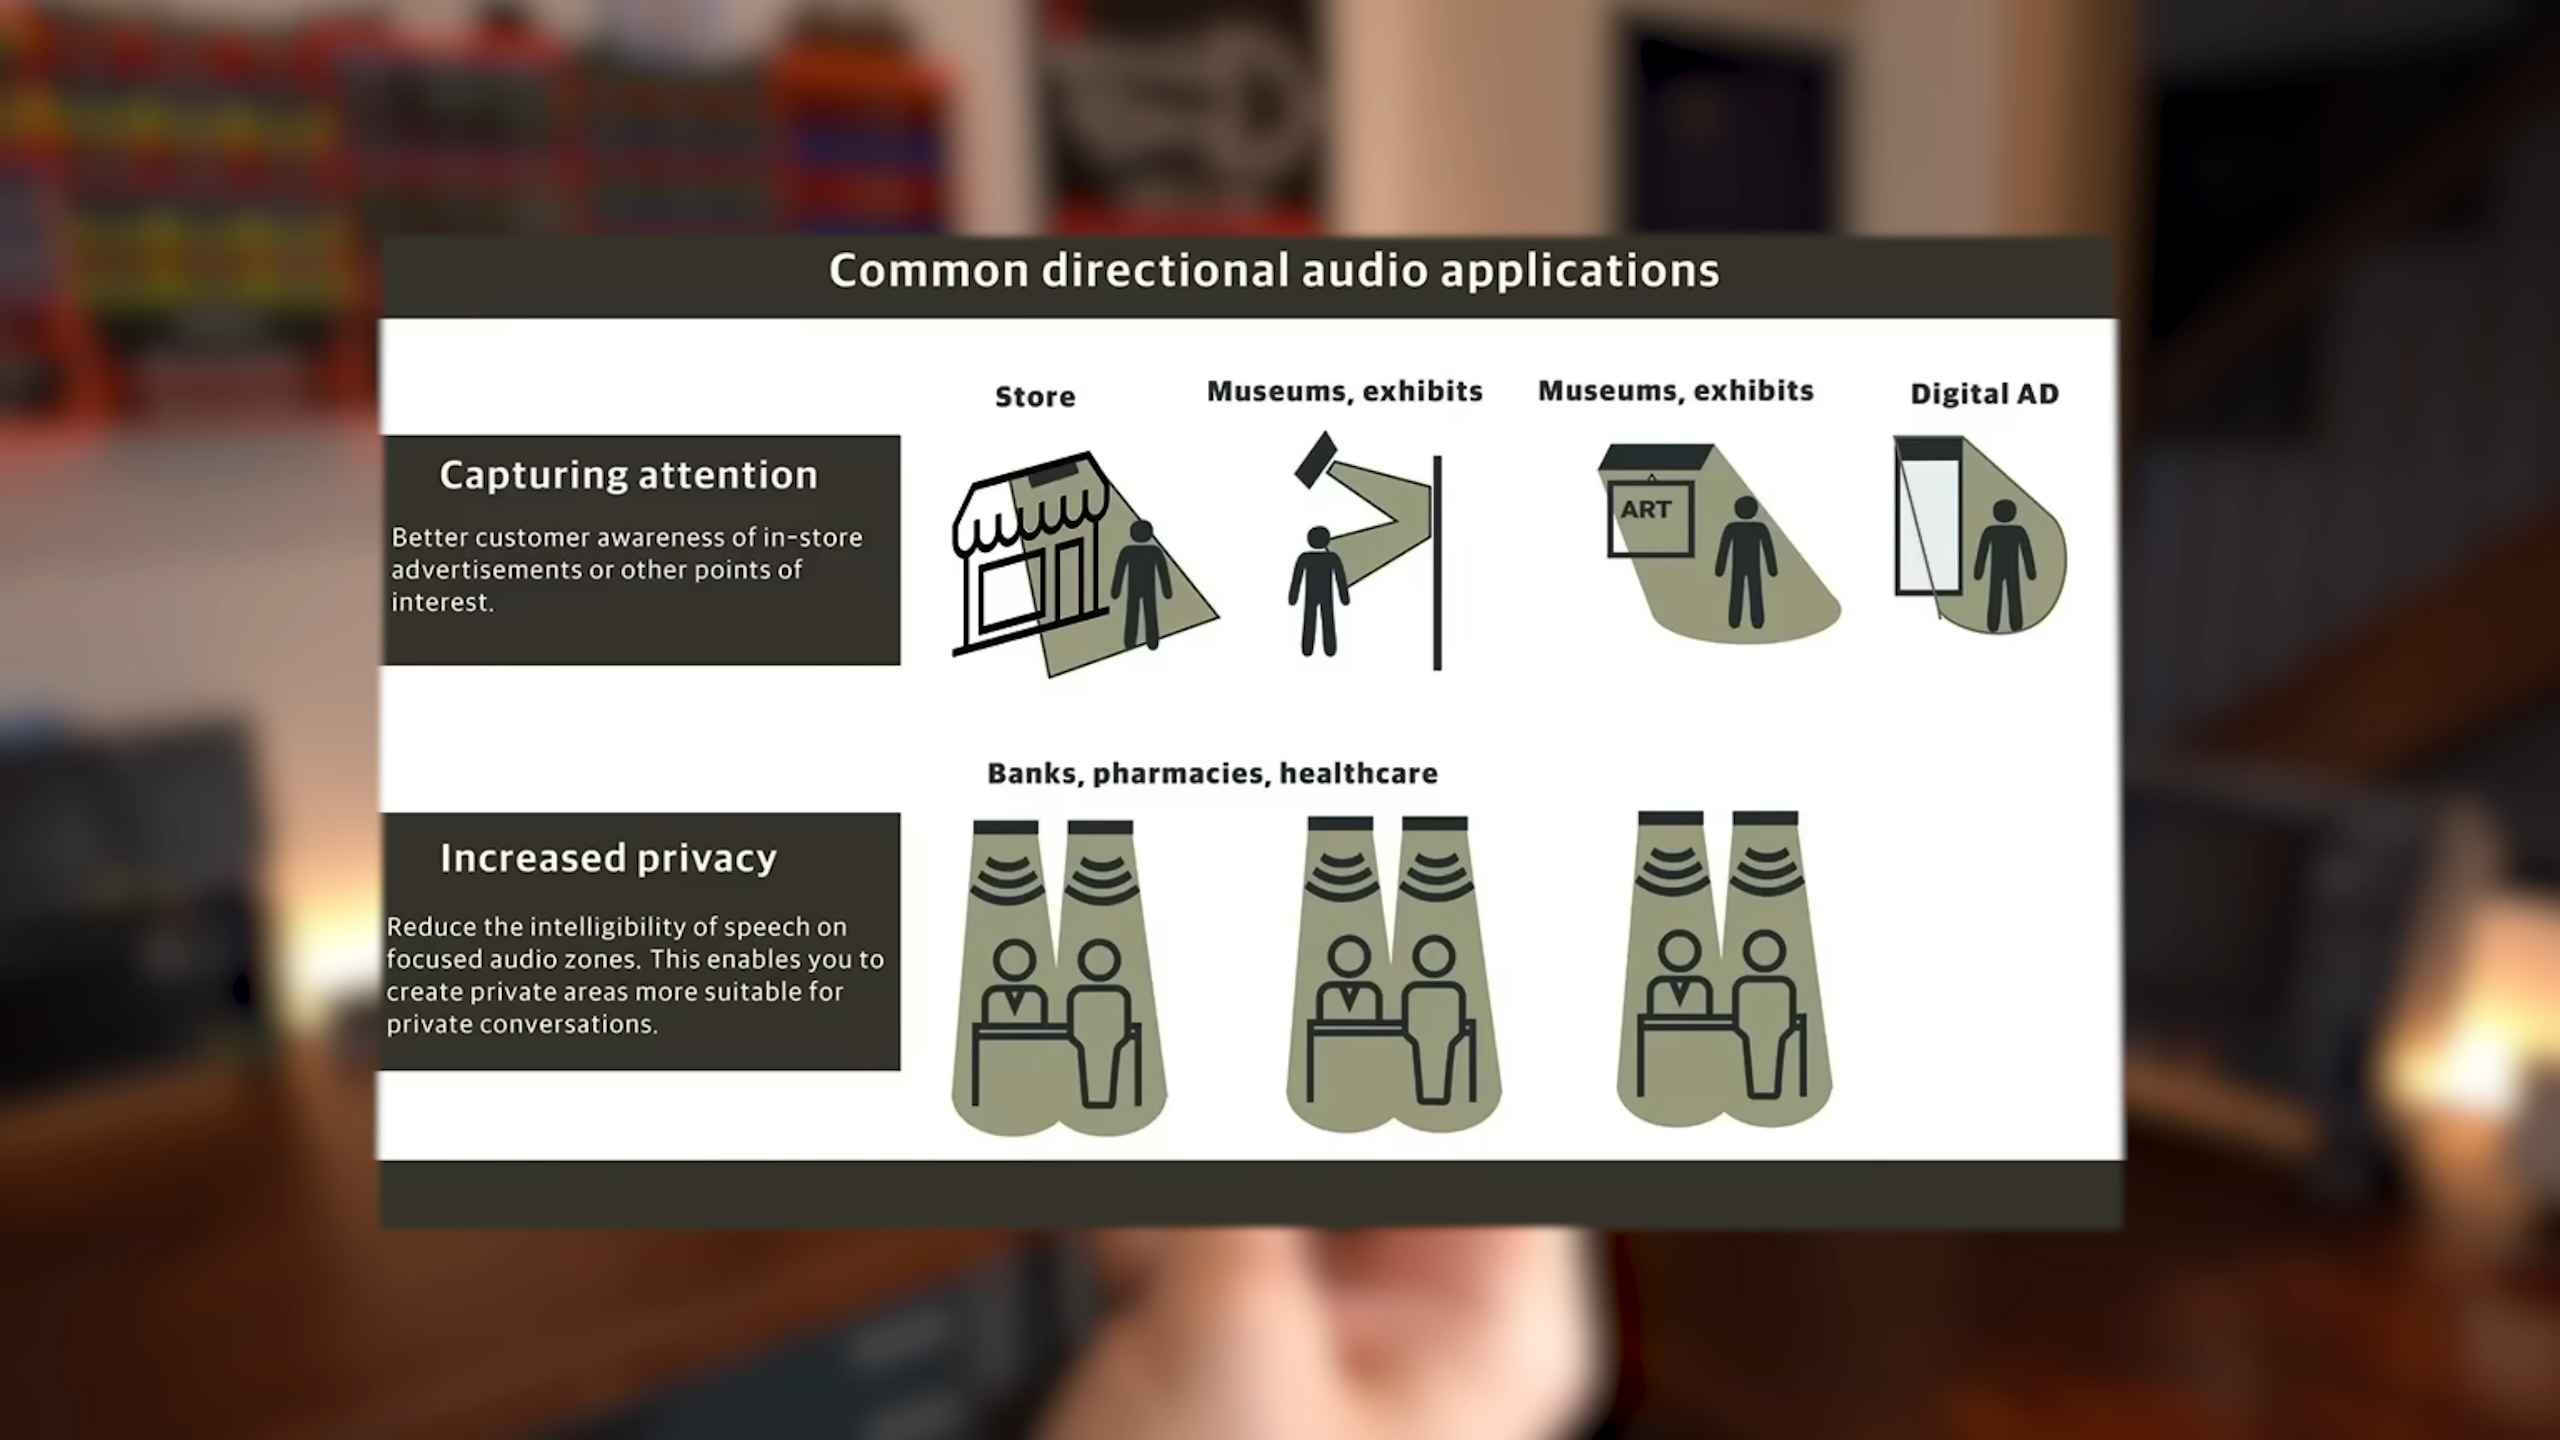 Common directional audio applications
Store
Museums, exhibits
Museums, exhibits
Digital AD
Capturing attention
Better customer awareness of in-store
advertisements or other points of
interest.
ART
Banks, pharmacies, healthcare
Increased privacy
Reduce the intelligibility of speech on
focused audio zones. This enables you to
create private areas more suitable for
private conversations.